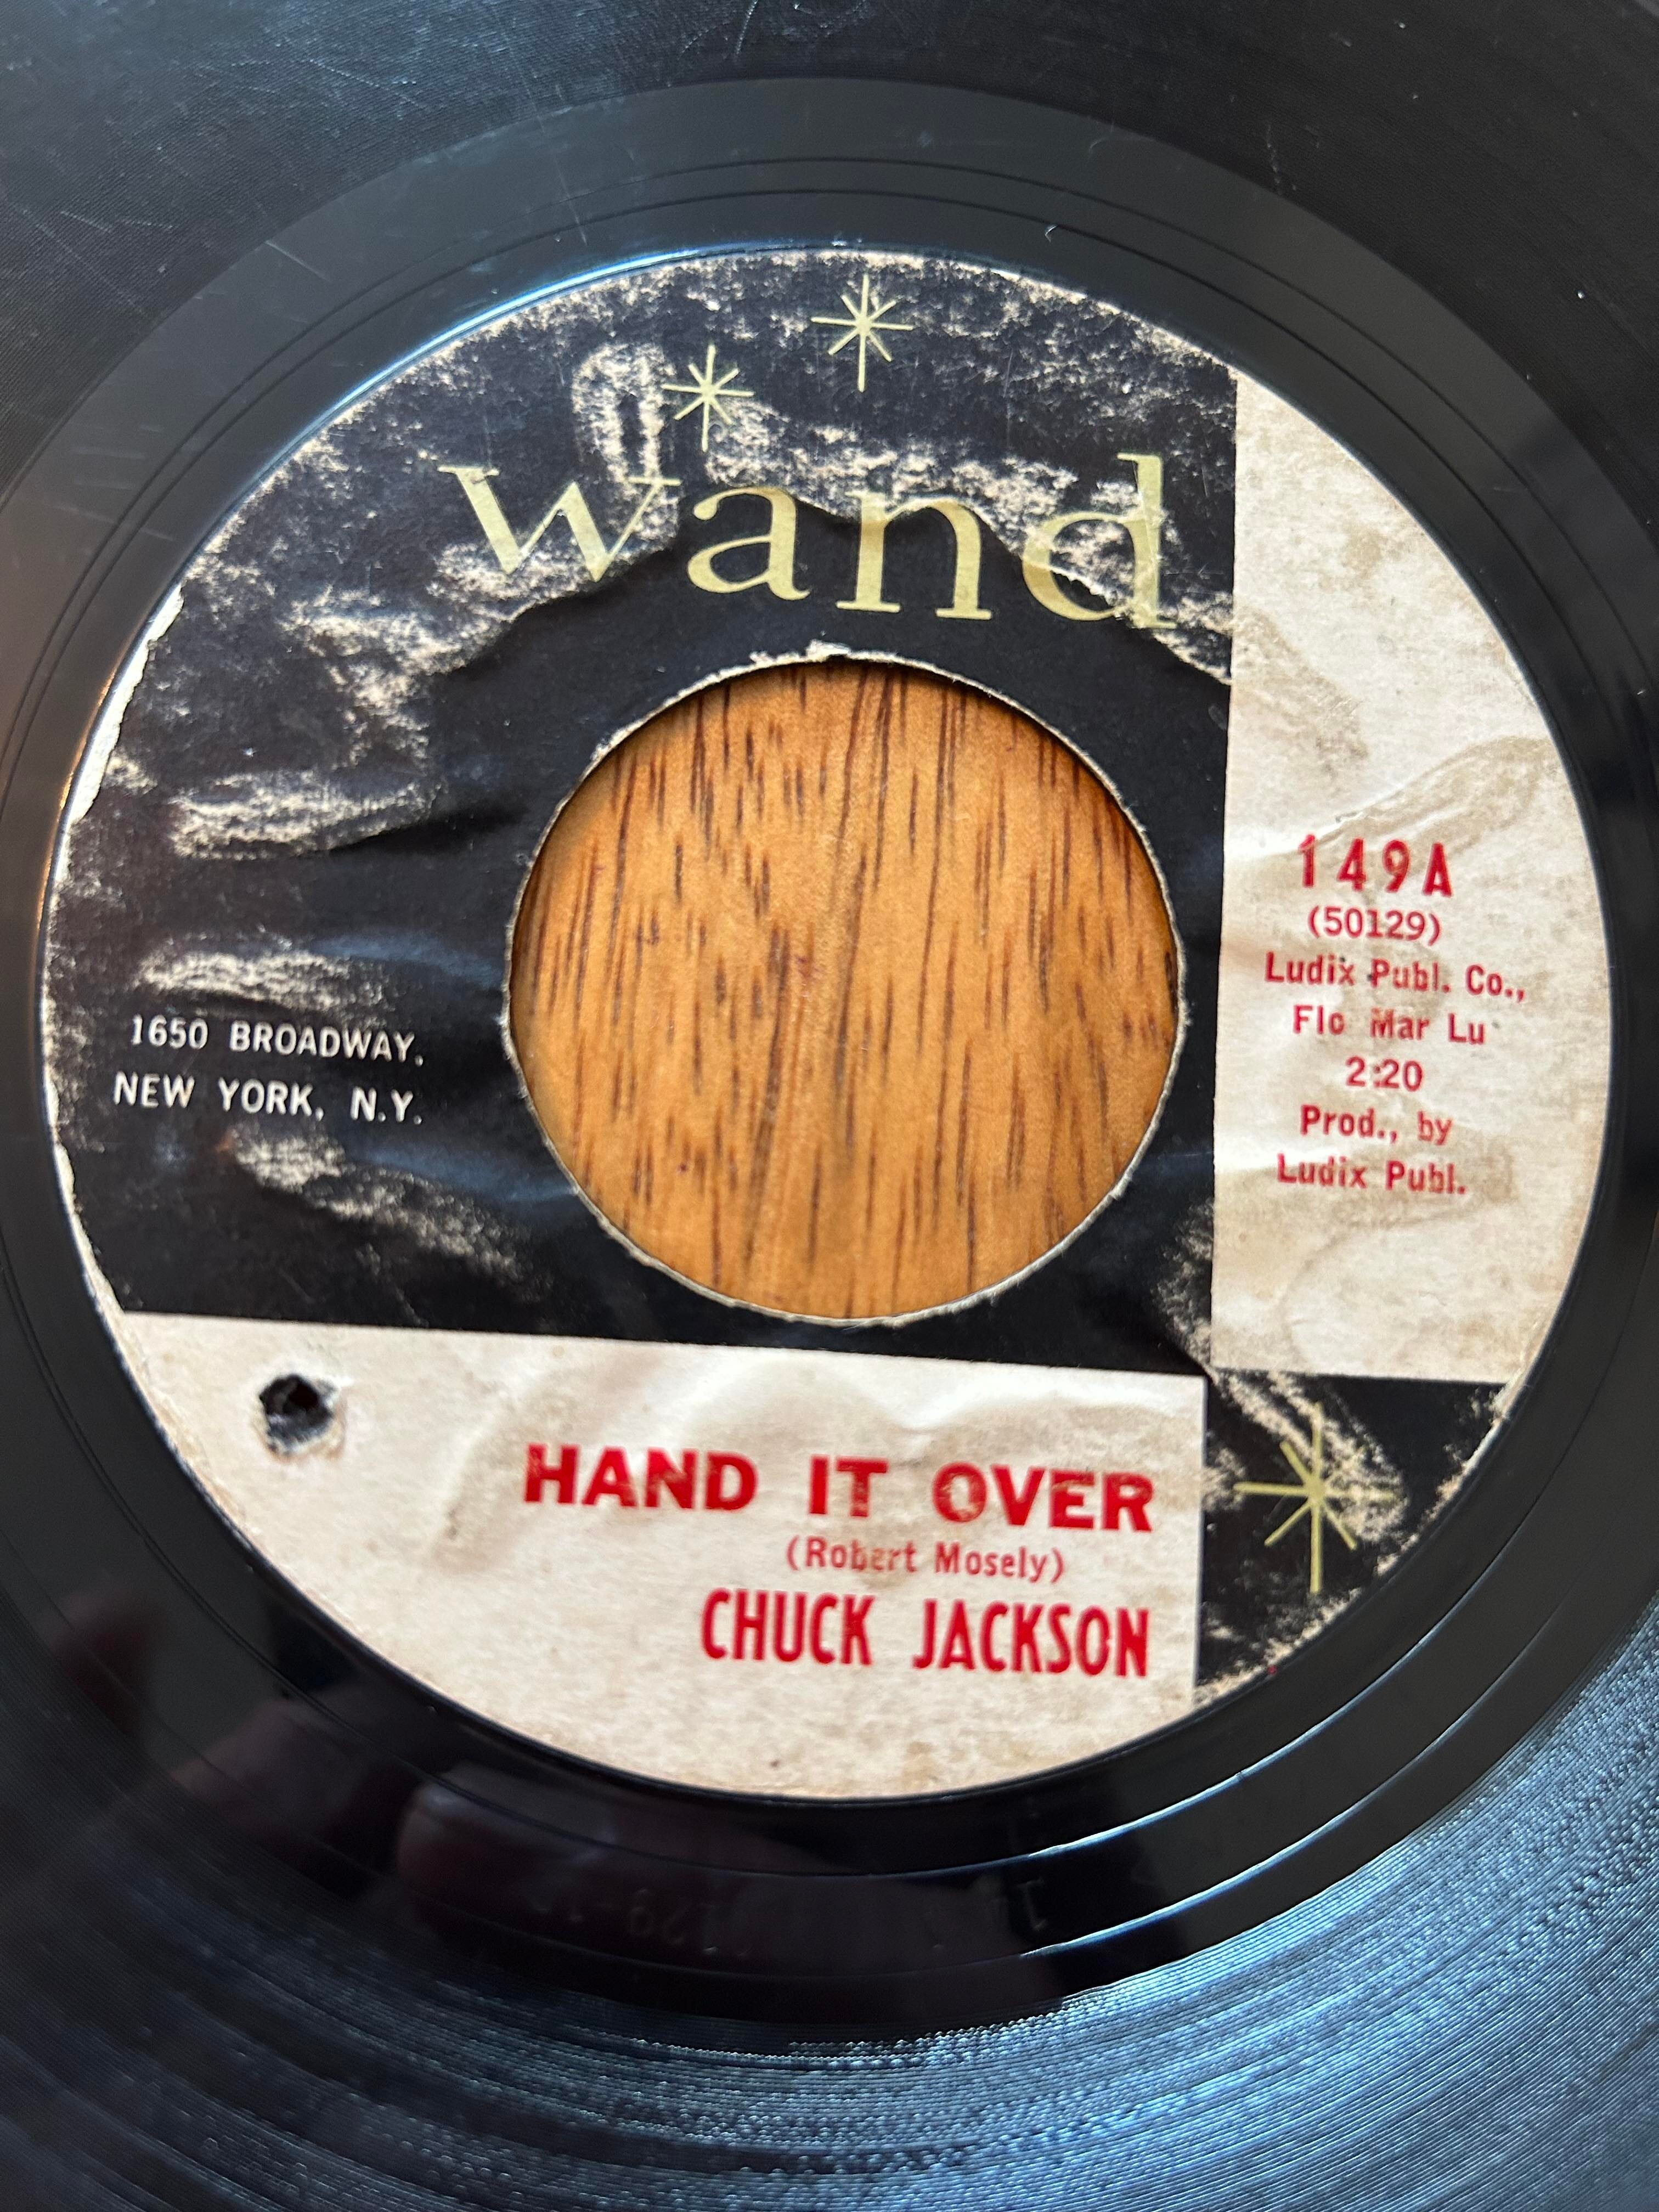 wand
1650 BROADWAY,
NEW YORK, N.Y.
149A
(50129)
Ludix Publ. Co.,
Flo Mar Lu
2:20
Prod., by
Ludix Publ.
HAND IT OVER
(Robert Mosely)
CHUCK JACKSON